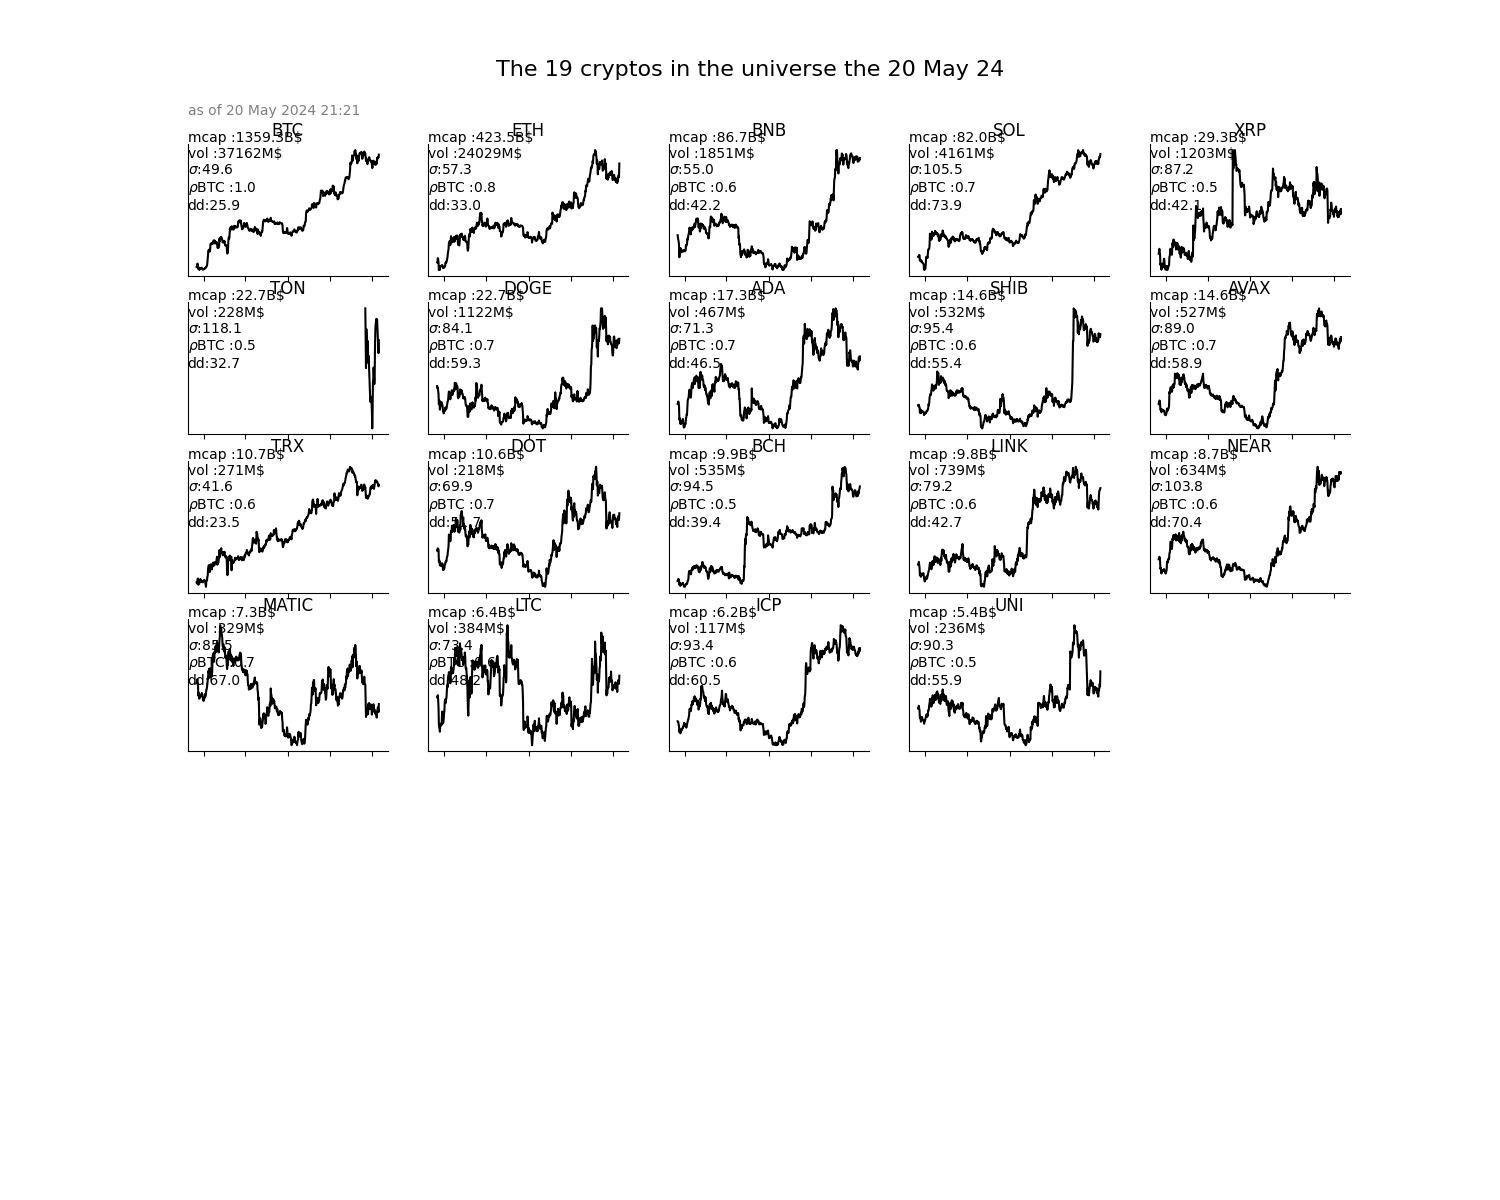 The 19 cryptos in the universe the 20 May 24
as of 20 May 2024 21:21
BTC
mcap :1359.3B$
vol :37162M$
σ:49.6
ρBTC :1.0
dd:25.9
ETH
mcap :423.5B$
vol :24029M$
σ:57.3
ρBTC :0.8
dd:33.0
BNB
mcap :86.7B$
vol :1851M$
σ:55.0
ρBTC :0.6
dd:42.2
SOL
mcap :82.0B$
vol :4161M$
σ:105.5
ρBTC :0.7
dd:73.9
XRP
mcap :29.3B$
vol :1203M$
σ:87.2
ρBTC :0.5
dd:42.1
TON
mcap :22.7B$
vol :228M$
σ:118.1
ρBTC :0.5
dd:32.7
DOGE
mcap :22.7B$
vol :1122M$
σ:84.1
ρBTC :0.7
dd:59.3
ADA
mcap :17.3B$
vol :467M$
σ:71.3
ρBTC :0.7
dd:46.5
SHIB
mcap :14.6B$
vol :532M$
σ:95.4
ρBTC :0.6
dd:55.4
AVAX
mcap :14.6B$
vol :527M$
σ:89.0
ρBTC :0.7
dd:58.9
TRX
mcap :10.7B$
vol :271M$
σ:41.6
ρBTC :0.6
dd:23.5
DOT
mcap :10.6B$
vol :218M$
σ:69.9
ρBTC :0.7
BCH
mcap :9.9B$
vol :535M$
σ:94.5
ρBTC :0.5
dd:39.4
LINK
mcap :9.8B$
vol :739M$
σ:79.2
ρBTC :0.6
dd:42.7
NEAR
mcap :8.7B$
vol :634M$
σ:103.8
ρBTC :0.6
dd:70.4
MATIC
mcap :7.3B$
vol :329M$
σ:85.5
ρBTC :0.7
dd:67.0
LTC
mcap :6.4B$
vol :384M$
σ:73.4
dd:48.2
ICP
mcap :6.2B$
vol :117M$
σ:93.4
ρBTC :0.6
dd:60.5
UNI
mcap :5.4B$
vol :236M$
σ:90.3
ρBTC :0.5
dd:55.9